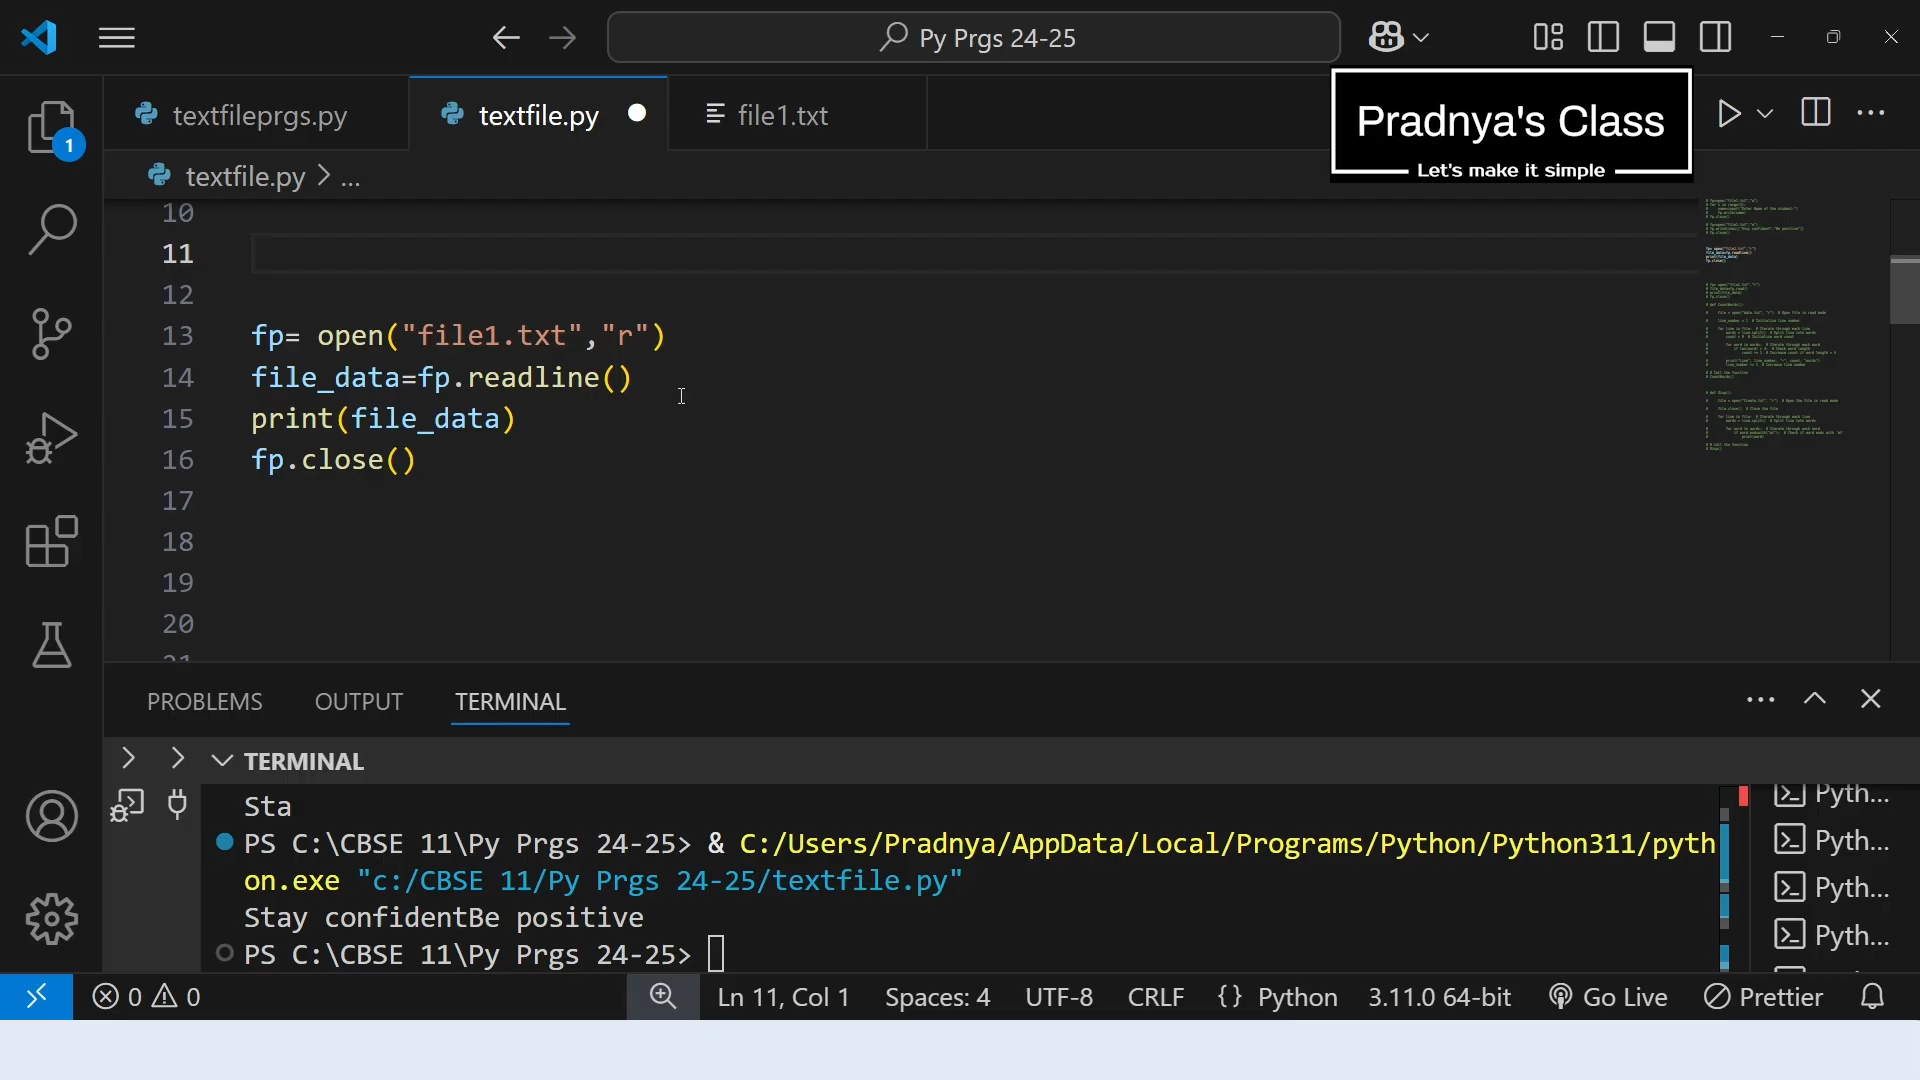 Py Prgs 24-25
textfileprgs.py
textfile.py
file1.txt
Pradnya's Class
Let's make it simple
1
textfile.py > ...
10
11
12
13 fp= open("file1.txt","r")
14 file_data=fp.readline()
15 print(file_data)
16 fp.close()
17
18
19
20
21
PROBLEMS OUTPUT TERMINAL
TERMINAL
Sta
PS C:\CBSE 11\Py Prgs 24-25> & C:/Users/Pradnya/AppData/Local/Programs/Python/Python311/pyth
on.exe "c:/CBSE 11/Py Prgs 24-25/textfile.py"
Stay confidentBe positive
PS C:\CBSE 11\Py Prgs 24-25>
Pyth...
Pyth...
Pyth...
Pyth...
0 0 Ln 11, Col 1 Spaces: 4 UTF-8 CRLF {} Python 3.11.0 64-bit Go Live Prettier